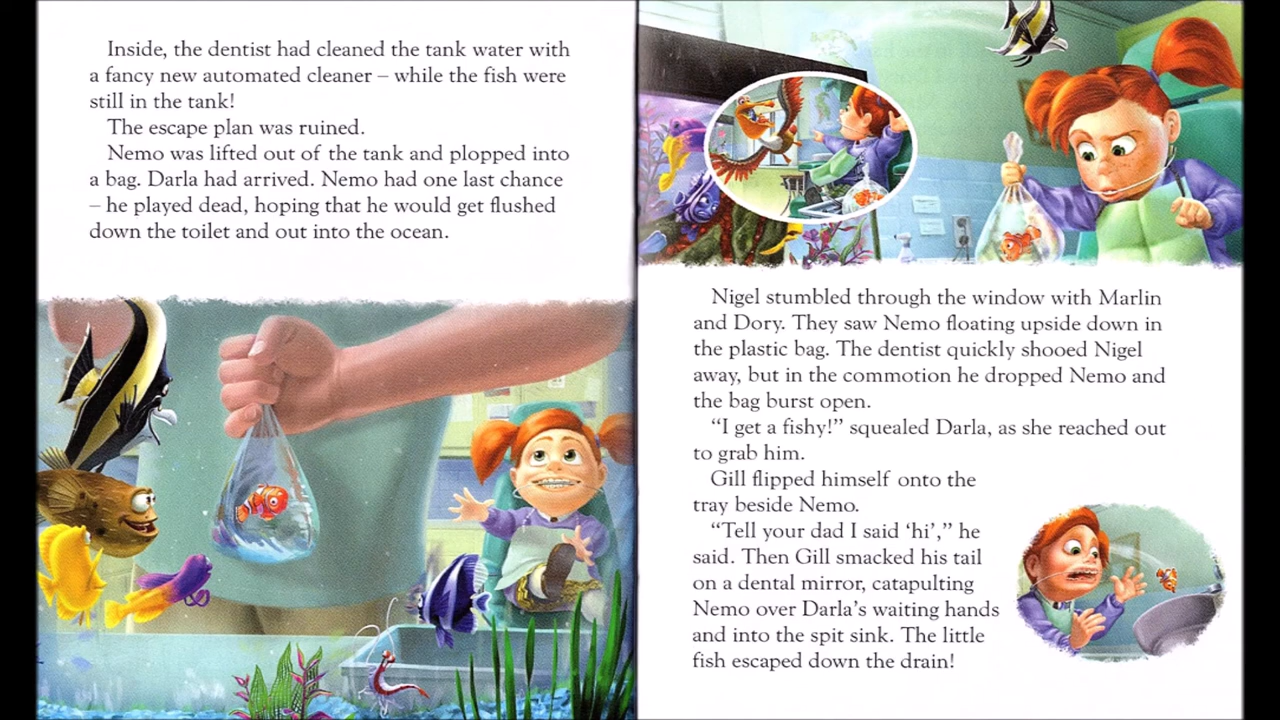 Inside, the dentist had cleaned the tank water with
a fancy new automated cleaner – while the fish were
still in the tank!
The escape plan was ruined.
Nemo was lifted out of the tank and plopped into
a bag. Darla had arrived. Nemo had one last chance
– he played dead, hoping that he would get flushed
down the toilet and out into the ocean.
Nigel stumbled through the window with Marlin
and Dory. They saw Nemo floating upside down in
the plastic bag. The dentist quickly shooed Nigel
away, but in the commotion he dropped Nemo and
the bag burst open.
“I get a fishy!” squealed Darla, as she reached out
to grab him.
Gill flipped himself onto the
tray beside Nemo.
“Tell your dad I said ‘hi’,” he
said. Then Gill smacked his tail
on a dental mirror, catapulting
Nemo over Darla’s waiting hands
and into the spit sink. The little
fish escaped down the drain!